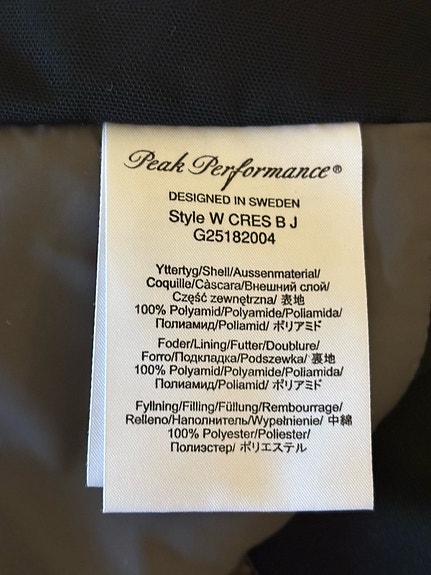 Peak Performance®
DESIGNED IN SWEDEN
Style W CRES B J
G25182004
Yttertyg/Shell/Aussenmaterial/
Coquille/Càscara/Внешний слой/
Część zewnętrzna/ 表地
100% Polyamid/Polyamide/Poliamida/
Полиамид/Poliamid/ ポリアミド
Foder/Lining/Futter/Doublure/
Forro/Подкладка/Podszewka/ 裏地
100% Polyamid/Polyamide/Poliamida/
Полиамид/Poliamid/ ポリアミド
Fyllning/Filling/Füllung/Rembourrage/
Relleno/Наполнитель/Wypełnienie/ 中綿
100% Polyester/Poliester/
Полиэстер/ ポリエステル